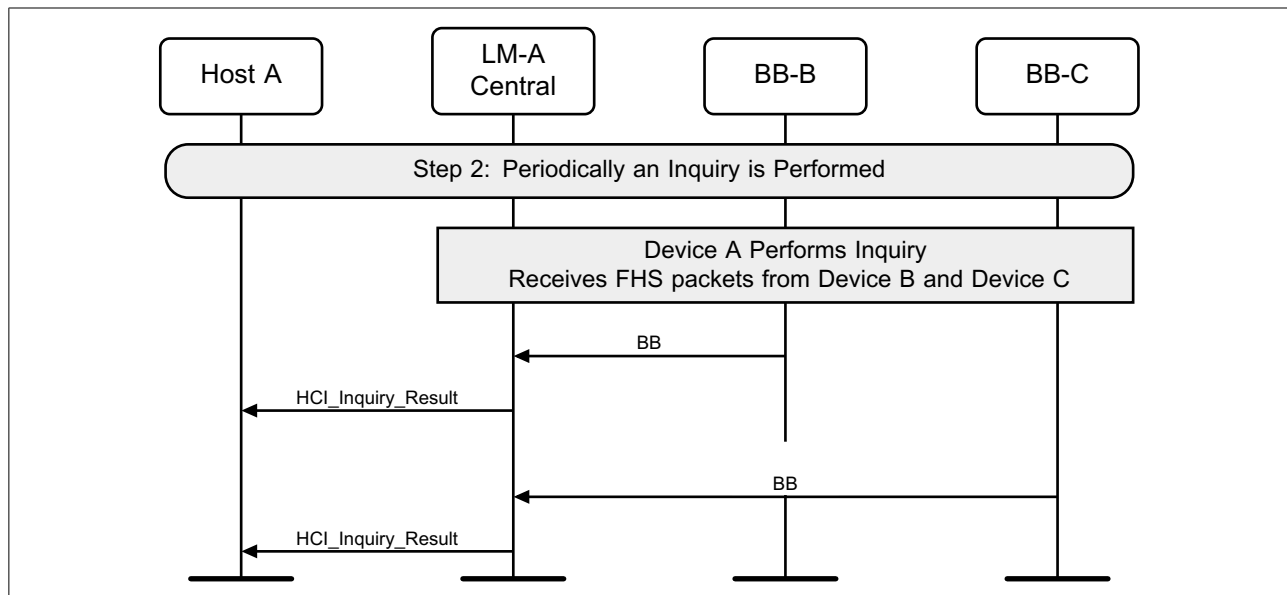 Host A
LM-A
Central
BB-B
BB-C
Step 2: Periodically an Inquiry is Performed
Device A Performs Inquiry
Receives FHS packets from Device B and Device C
BB
HCI_Inquiry_Result
BB
HCI_Inquiry_Result